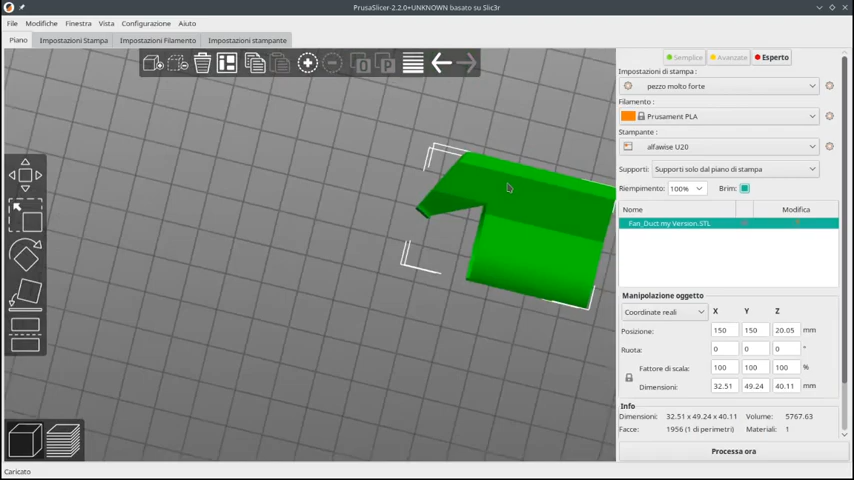 PrusaSlicer-2.2.0+UNKNOWN basato su Slic3r
File Modifiche Finestra Vista Configurazione Aiuto
Piano Impostazioni Stampa Impostazioni Filamento Impostazioni stampante
Semplice Avanzate Esperto
Impostazioni di stampa :
pezzo molto forte
Filamento :
Prusament PLA
Stampante :
alfawise U20
Supporti: Supporti solo dal piano di stampa
Riempimento: 100% Brim:
Nome Modifica
Fan_Duct my Version.STL
Manipolazione oggetto
Coordinate reali X Y Z
Posizione: 150 150 20.05 mm
Ruota: 0 0 0 °
Fattore di scala: 100 100 100 %
Dimensioni: 32.51 49.24 40.11 mm
Info
Dimensioni: 32.51 x 49.24 x 40.11 Volume: 5767.63
Facce: 1956 (1 di perimetri) Materiali: 1
Processa ora
Caricato